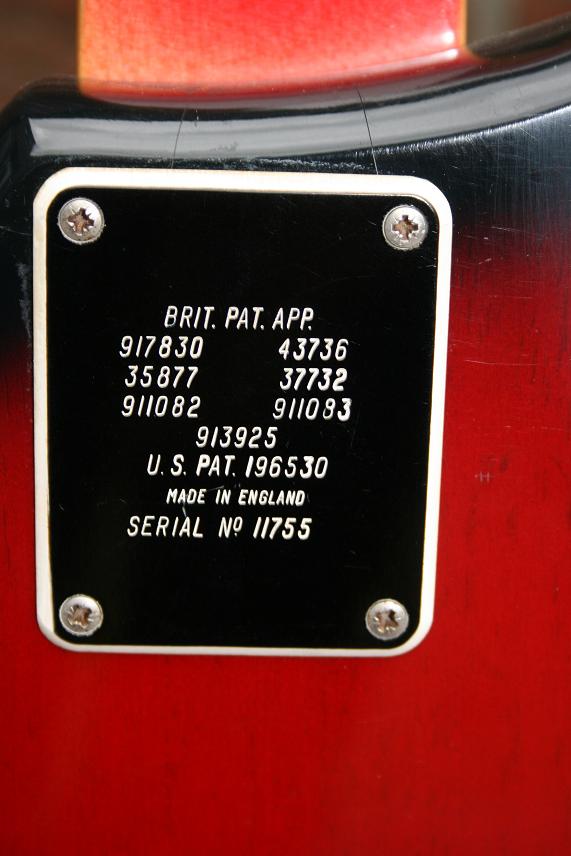 BRIT. PAT. APP.
917830 43736
35877 37732
911082 911083
913925
U.S. PAT. 196530
MADE IN ENGLAND
SERIAL Nº 11755